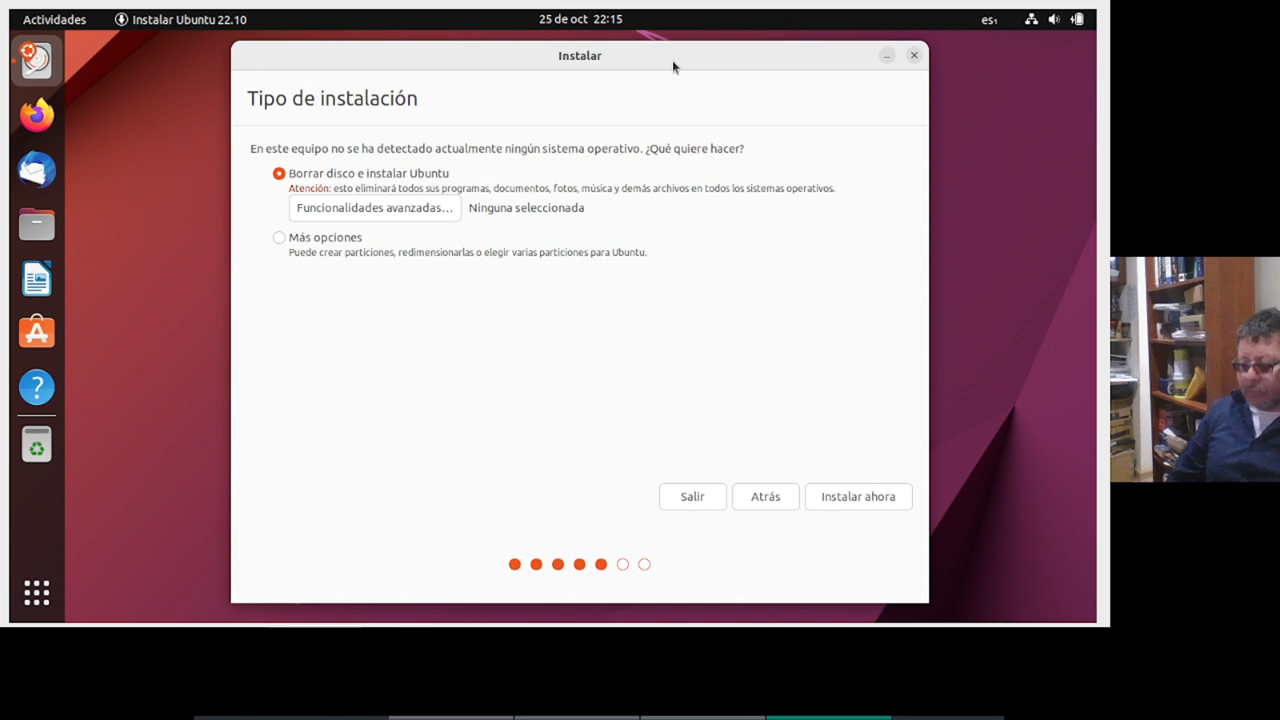 Actividades
Instalar Ubuntu 22.10
25 de oct 22:15
es₁
Instalar
Tipo de instalación
En este equipo no se ha detectado actualmente ningún sistema operativo. ¿Qué quiere hacer?
Borrar disco e instalar Ubuntu
Atención: esto eliminará todos sus programas, documentos, fotos, música y demás archivos en todos los sistemas operativos.
Funcionalidades avanzadas... Ninguna seleccionada
Más opciones
Puede crear particiones, redimensionarlas o elegir varias particiones para Ubuntu.
Salir
Atrás
Instalar ahora